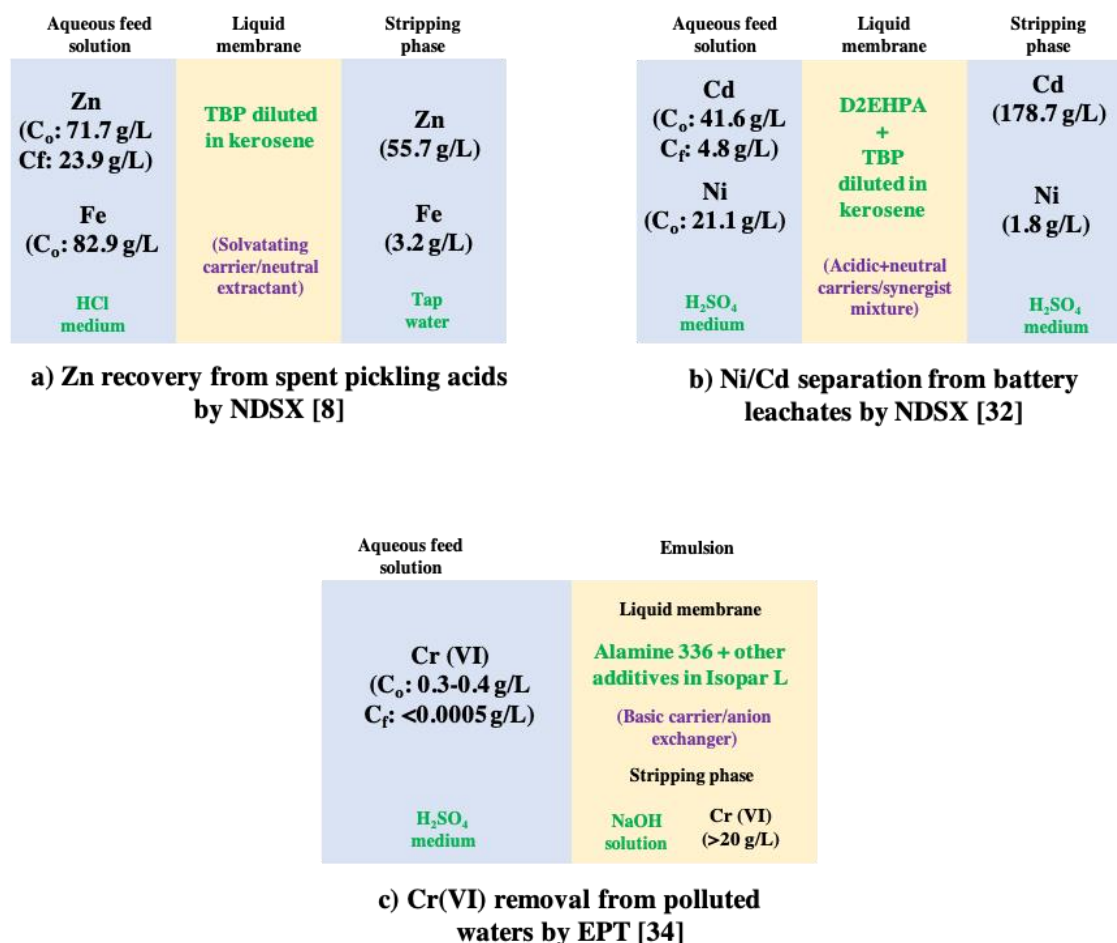 Aqueous feed
solution
Liquid
membrane
Stripping
phase
Zn
(Co: 71.7 g/L
Cf: 23.9 g/L)
Fe
(Co: 82.9 g/L
HCl
medium
TBP diluted
in kerosene
(Solvatating
carrier/neutral
extractant)
Zn
(55.7 g/L)
Fe
(3.2 g/L)
Tap
water
a) Zn recovery from spent pickling acids
by NDSX [8]
Aqueous feed
solution
Liquid
membrane
Stripping
phase
Cd
(Co: 41.6 g/L
Cf: 4.8 g/L)
Ni
(Co: 21.1 g/L)
H2SO4
medium
D2EHPA
+
TBP
diluted in
kerosene
(Acidic+neutral
carriers/synergist
mixture)
Cd
(178.7 g/L)
Ni
(1.8 g/L)
H2SO4
medium
b) Ni/Cd separation from battery
leachates by NDSX [32]
Aqueous feed
solution
Emulsion
Cr (VI)
(Co: 0.3-0.4 g/L
Cf: <0.0005 g/L)
H2SO4
medium
Liquid membrane
Alamine 336 + other
additives in Isopar L
(Basic carrier/anion
exchanger)
Stripping phase
NaOH
solution
Cr (VI)
(>20 g/L)
c) Cr(VI) removal from polluted
waters by EPT [34]